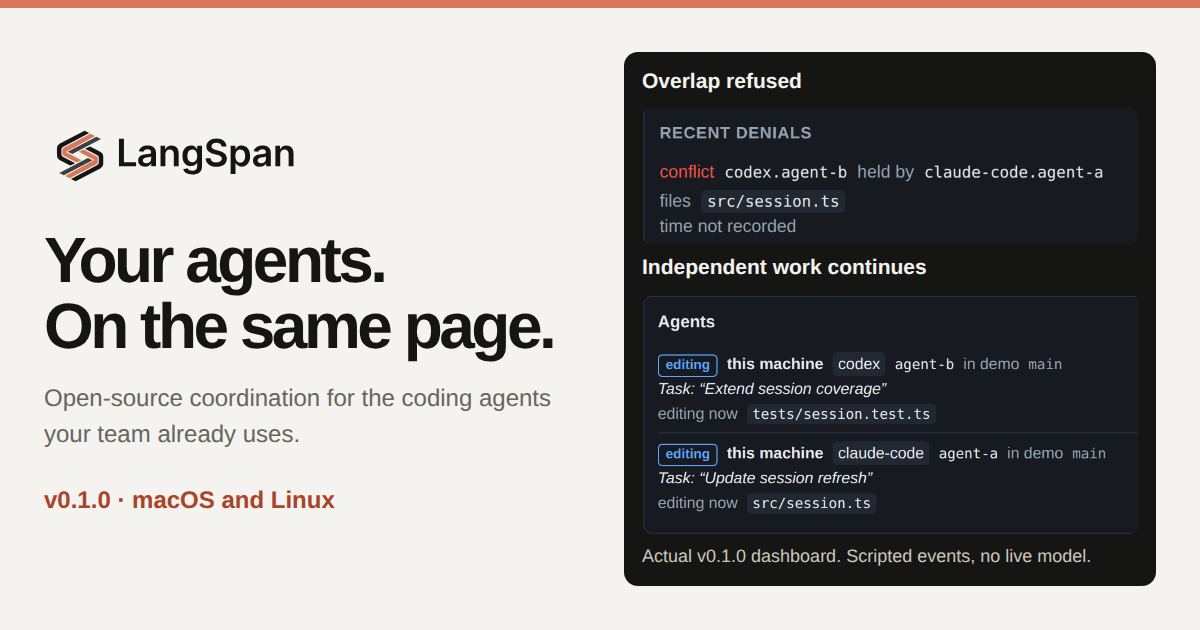 LangSpan
Your agents.
On the same page.
Open-source coordination for the coding agents
your team already uses.
v0.1.0 · macOS and Linux
Overlap refused
RECENT DENIALS
conflict codex.agent-b held by claude-code.agent-a
files src/session.ts
time not recorded
Independent work continues
Agents
editing this machine codex agent-b in demo main
Task: “Extend session coverage”
editing now tests/session.test.ts
editing this machine claude-code agent-a in demo main
Task: “Update session refresh”
editing now src/session.ts
Actual v0.1.0 dashboard. Scripted events, no live model.